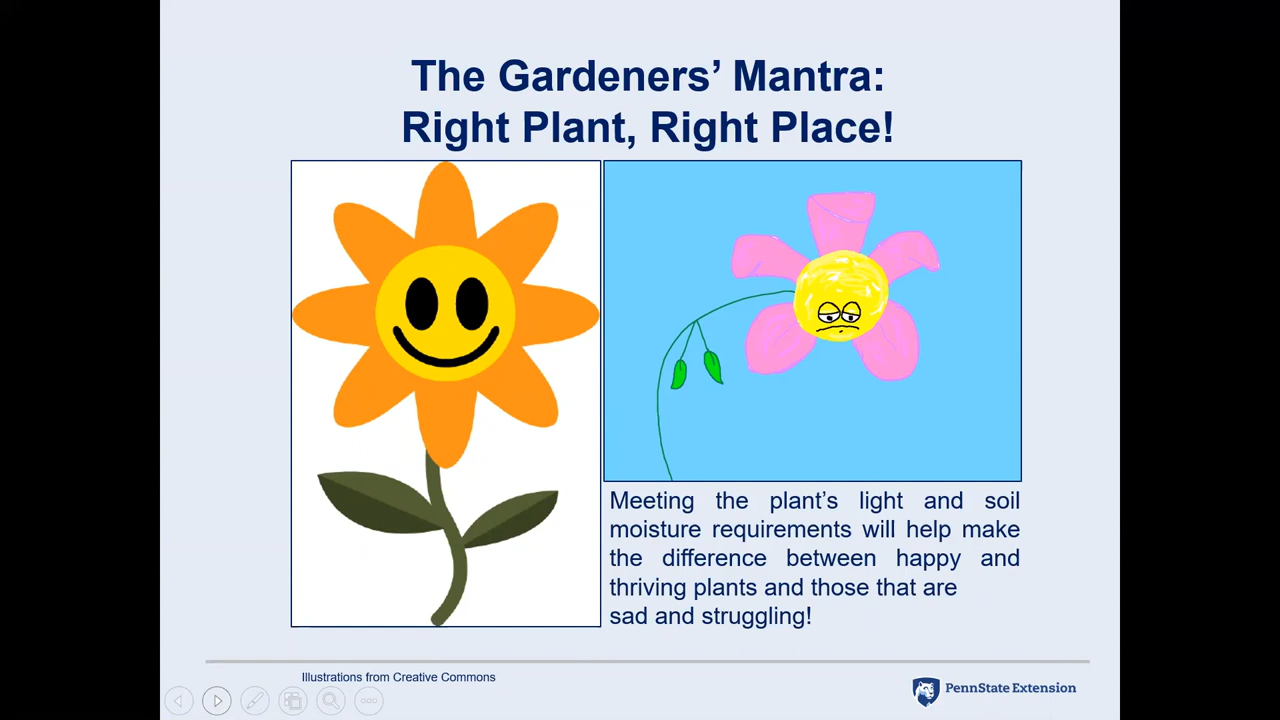 The Gardeners’ Mantra:
Right Plant, Right Place!
Meeting the plant’s light and soil
moisture requirements will help make
the difference between happy and
thriving plants and those that are
sad and struggling!
Illustrations from Creative Commons
PennState Extension